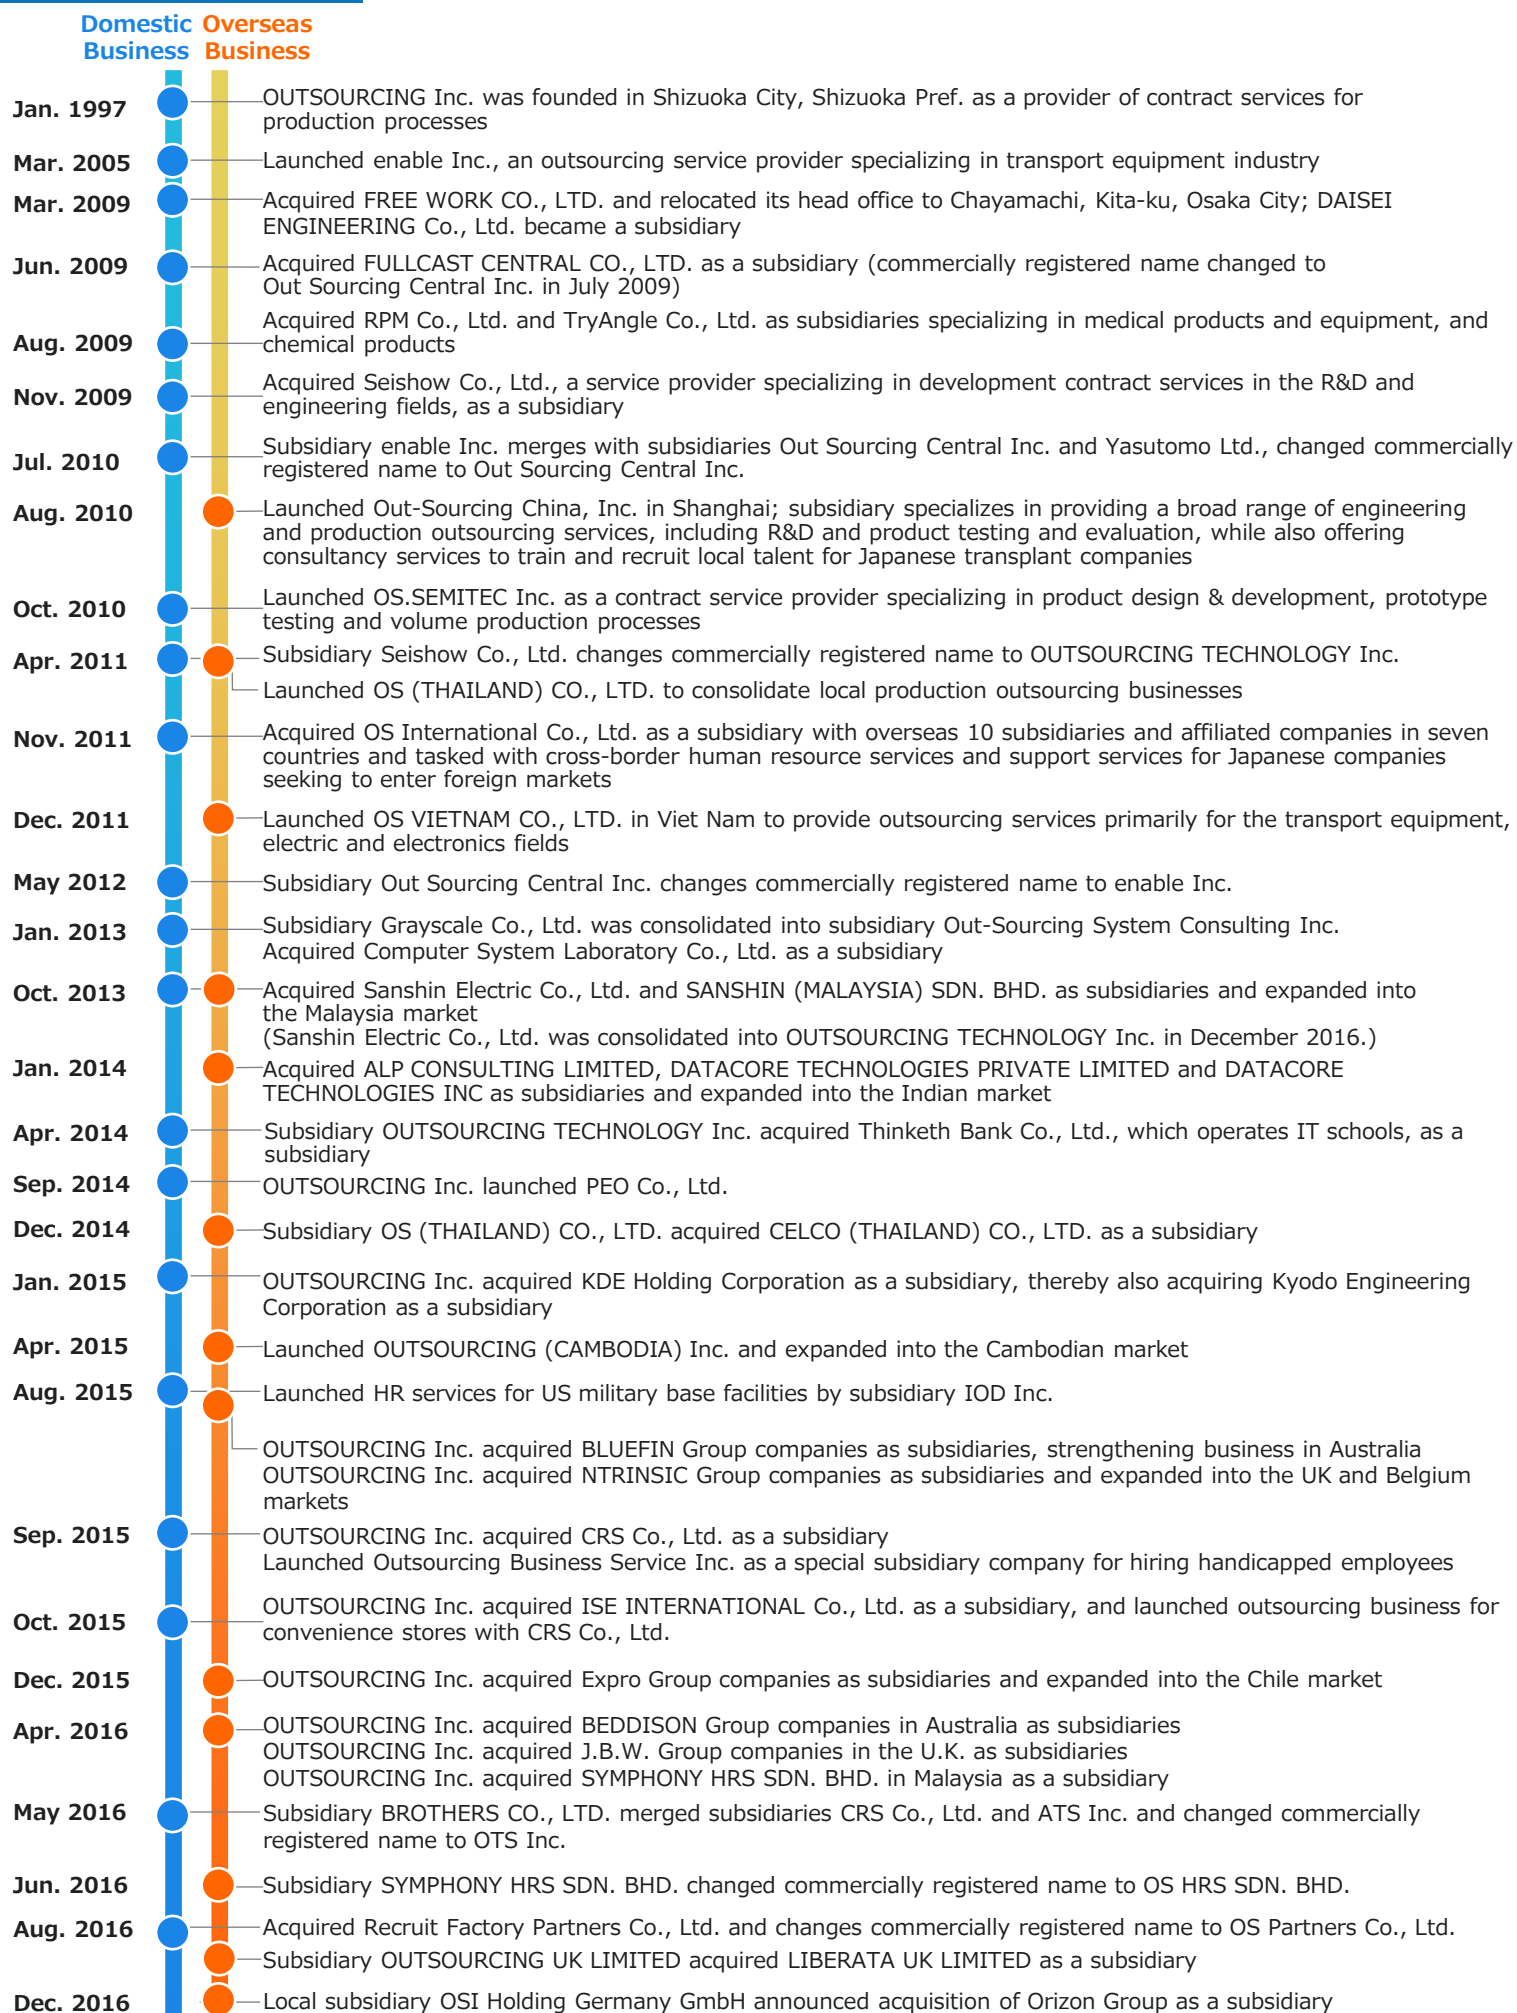 Domestic Overseas
Business Business
Jan. 1997
OUTSOURCING Inc. was founded in Shizuoka City, Shizuoka Pref. as a provider of contract services for
production processes
Mar. 2005
Launched enable Inc., an outsourcing service provider specializing in transport equipment industry
Mar. 2009
Acquired FREE WORK CO., LTD. and relocated its head office to Chayamachi, Kita-ku, Osaka City; DAISEI
ENGINEERING Co., Ltd. became a subsidiary
Jun. 2009
Acquired FULLCAST CENTRAL CO., LTD. as a subsidiary (commercially registered name changed to
Out Sourcing Central Inc. in July 2009)
Aug. 2009
Acquired RPM Co., Ltd. and TryAngle Co., Ltd. as subsidiaries specializing in medical products and equipment, and
chemical products
Nov. 2009
Acquired Seishow Co., Ltd., a service provider specializing in development contract services in the R&D and
engineering fields, as a subsidiary
Jul. 2010
Subsidiary enable Inc. merges with subsidiaries Out Sourcing Central Inc. and Yasutomo Ltd., changed commercially
registered name to Out Sourcing Central Inc.
Aug. 2010
Launched Out-Sourcing China, Inc. in Shanghai; subsidiary specializes in providing a broad range of engineering
and production outsourcing services, including R&D and product testing and evaluation, while also offering
consultancy services to train and recruit local talent for Japanese transplant companies
Oct. 2010
Launched OS.SEMITEC Inc. as a contract service provider specializing in product design & development, prototype
testing and volume production processes
Apr. 2011
Subsidiary Seishow Co., Ltd. changes commercially registered name to OUTSOURCING TECHNOLOGY Inc.
Launched OS (THAILAND) CO., LTD. to consolidate local production outsourcing businesses
Nov. 2011
Acquired OS International Co., Ltd. as a subsidiary with overseas 10 subsidiaries and affiliated companies in seven
countries and tasked with cross-border human resource services and support services for Japanese companies
seeking to enter foreign markets
Dec. 2011
Launched OS VIETNAM CO., LTD. in Viet Nam to provide outsourcing services primarily for the transport equipment,
electric and electronics fields
May 2012
Subsidiary Out Sourcing Central Inc. changes commercially registered name to enable Inc.
Jan. 2013
Subsidiary Grayscale Co., Ltd. was consolidated into subsidiary Out-Sourcing System Consulting Inc.
Acquired Computer System Laboratory Co., Ltd. as a subsidiary
Oct. 2013
Acquired Sanshin Electric Co., Ltd. and SANSHIN (MALAYSIA) SDN. BHD. as subsidiaries and expanded into
the Malaysia market
(Sanshin Electric Co., Ltd. was consolidated into OUTSOURCING TECHNOLOGY Inc. in December 2016.)
Jan. 2014
Acquired ALP CONSULTING LIMITED, DATACORE TECHNOLOGIES PRIVATE LIMITED and DATACORE
TECHNOLOGIES INC as subsidiaries and expanded into the Indian market
Apr. 2014
Subsidiary OUTSOURCING TECHNOLOGY Inc. acquired Thinketh Bank Co., Ltd., which operates IT schools, as a
subsidiary
Sep. 2014
OUTSOURCING Inc. launched PEO Co., Ltd.
Dec. 2014
Subsidiary OS (THAILAND) CO., LTD. acquired CELCO (THAILAND) CO., LTD. as a subsidiary
Jan. 2015
OUTSOURCING Inc. acquired KDE Holding Corporation as a subsidiary, thereby also acquiring Kyodo Engineering
Corporation as a subsidiary
Apr. 2015
Launched OUTSOURCING (CAMBODIA) Inc. and expanded into the Cambodian market
Aug. 2015
Launched HR services for US military base facilities by subsidiary IOD Inc.
OUTSOURCING Inc. acquired BLUEFIN Group companies as subsidiaries, strengthening business in Australia
OUTSOURCING Inc. acquired NTRINSIC Group companies as subsidiaries and expanded into the UK and Belgium
markets
Sep. 2015
OUTSOURCING Inc. acquired CRS Co., Ltd. as a subsidiary
Launched Outsourcing Business Service Inc. as a special subsidiary company for hiring handicapped employees
Oct. 2015
OUTSOURCING Inc. acquired ISE INTERNATIONAL Co., Ltd. as a subsidiary, and launched outsourcing business for
convenience stores with CRS Co., Ltd.
Dec. 2015
OUTSOURCING Inc. acquired Expro Group companies as subsidiaries and expanded into the Chile market
Apr. 2016
OUTSOURCING Inc. acquired BEDDISON Group companies in Australia as subsidiaries
OUTSOURCING Inc. acquired J.B.W. Group companies in the U.K. as subsidiaries
OUTSOURCING Inc. acquired SYMPHONY HRS SDN. BHD. in Malaysia as a subsidiary
May 2016
Subsidiary BROTHERS CO., LTD. merged subsidiaries CRS Co., Ltd. and ATS Inc. and changed commercially
registered name to OTS Inc.
Jun. 2016
Subsidiary SYMPHONY HRS SDN. BHD. changed commercially registered name to OS HRS SDN. BHD.
Aug. 2016
Acquired Recruit Factory Partners Co., Ltd. and changes commercially registered name to OS Partners Co., Ltd.
Subsidiary OUTSOURCING UK LIMITED acquired LIBERATA UK LIMITED as a subsidiary
Dec. 2016
Local subsidiary OSI Holding Germany GmbH announced acquisition of Orizon Group as a subsidiary